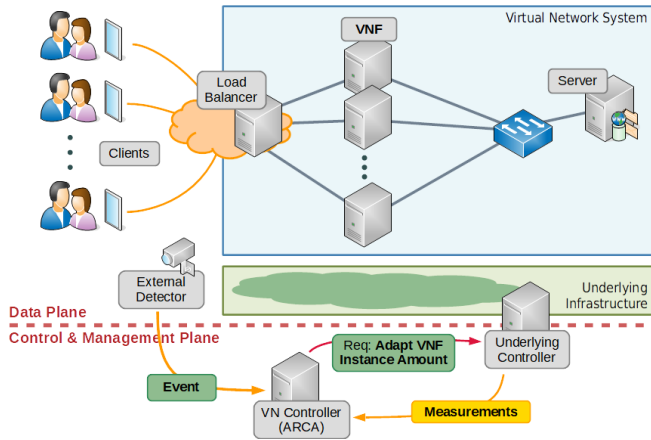 Virtual Network System
VNF
Load
Balancer
Server
Clients
External
Detector
Underlying
Infrastructure
Data Plane
Control & Management Plane
Req: Adapt VNF
Instance Amount
Underlying
Controller
Event
VN Controller
(ARCA)
Measurements